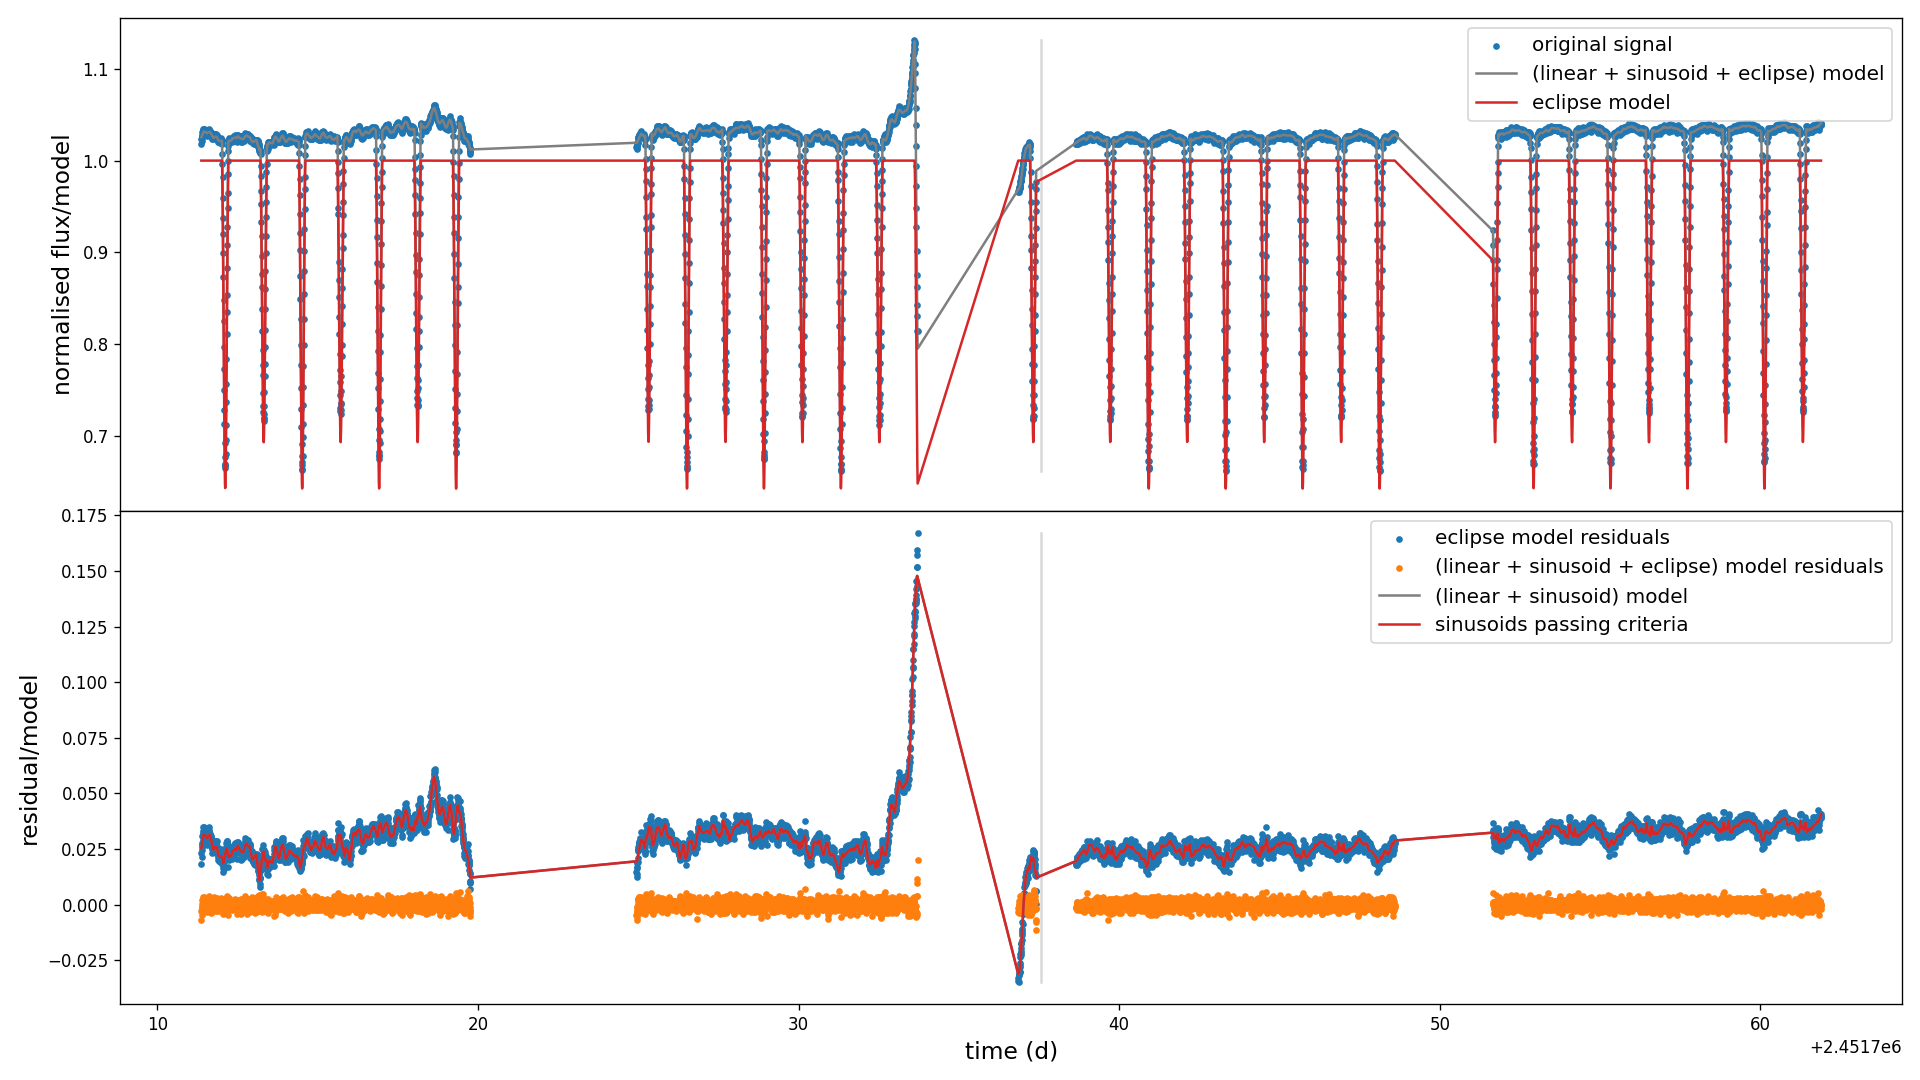 original signal
(linear + sinusoid + eclipse) model
eclipse model
normalised flux/model
1.1
1.0
0.9
0.8
0.7
eclipse model residuals
(linear + sinusoid + eclipse) model residuals
(linear + sinusoid) model
sinusoids passing criteria
residual/model
0.175
0.150
0.125
0.100
0.075
0.050
0.025
0.000
−0.025
10 20 30 40 50 60
time (d)
+2.4517e6